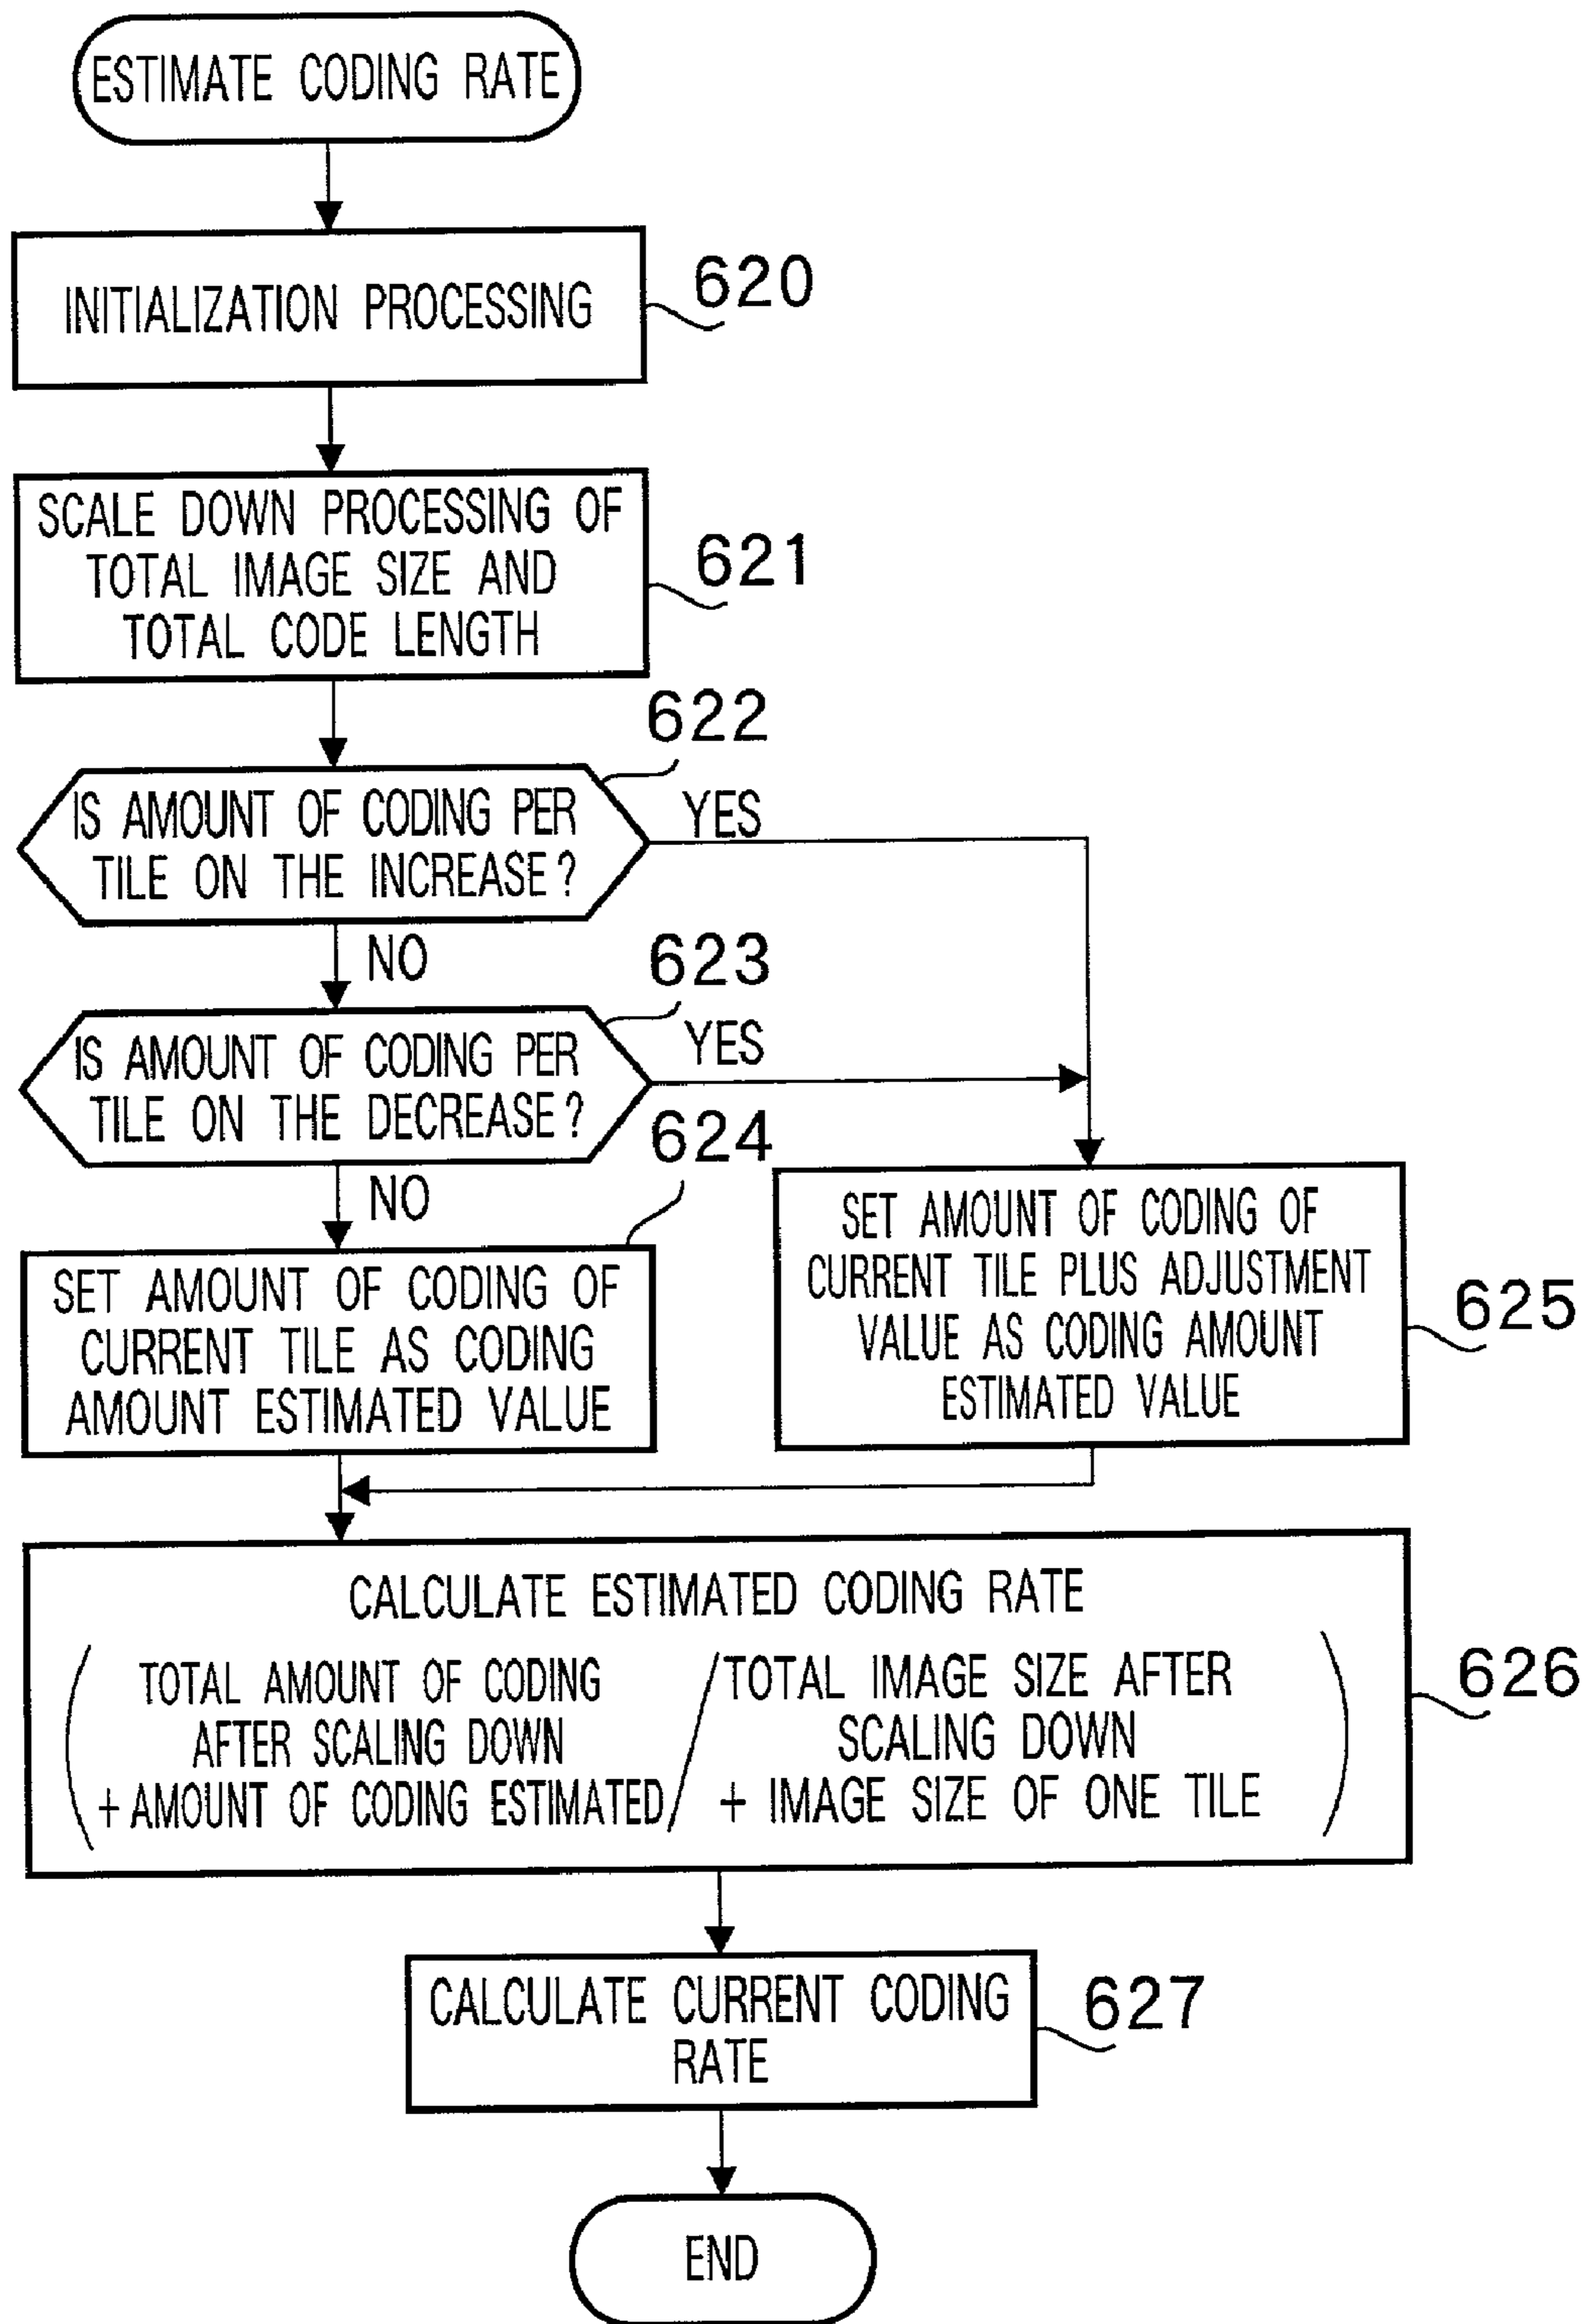 ESTIMATE CODING RATE
INITIALIZATION PROCESSING
620
SCALE DOWN PROCESSING OF
TOTAL IMAGE SIZE AND
TOTAL CODE LENGTH
621
622
IS AMOUNT OF CODING PER
TILE ON THE INCREASE?
YES
NO
623
IS AMOUNT OF CODING PER
TILE ON THE DECREASE?
YES
NO
624
SET AMOUNT OF CODING OF
CURRENT TILE AS CODING
AMOUNT ESTIMATED VALUE
SET AMOUNT OF CODING OF
CURRENT TILE PLUS ADJUSTMENT
VALUE AS CODING AMOUNT
ESTIMATED VALUE
625
CALCULATE ESTIMATED CODING RATE
( TOTAL AMOUNT OF CODING
AFTER SCALING DOWN
+ AMOUNT OF CODING ESTIMATED /
TOTAL IMAGE SIZE AFTER
SCALING DOWN
+ IMAGE SIZE OF ONE TILE )
626
CALCULATE CURRENT CODING
RATE
627
END